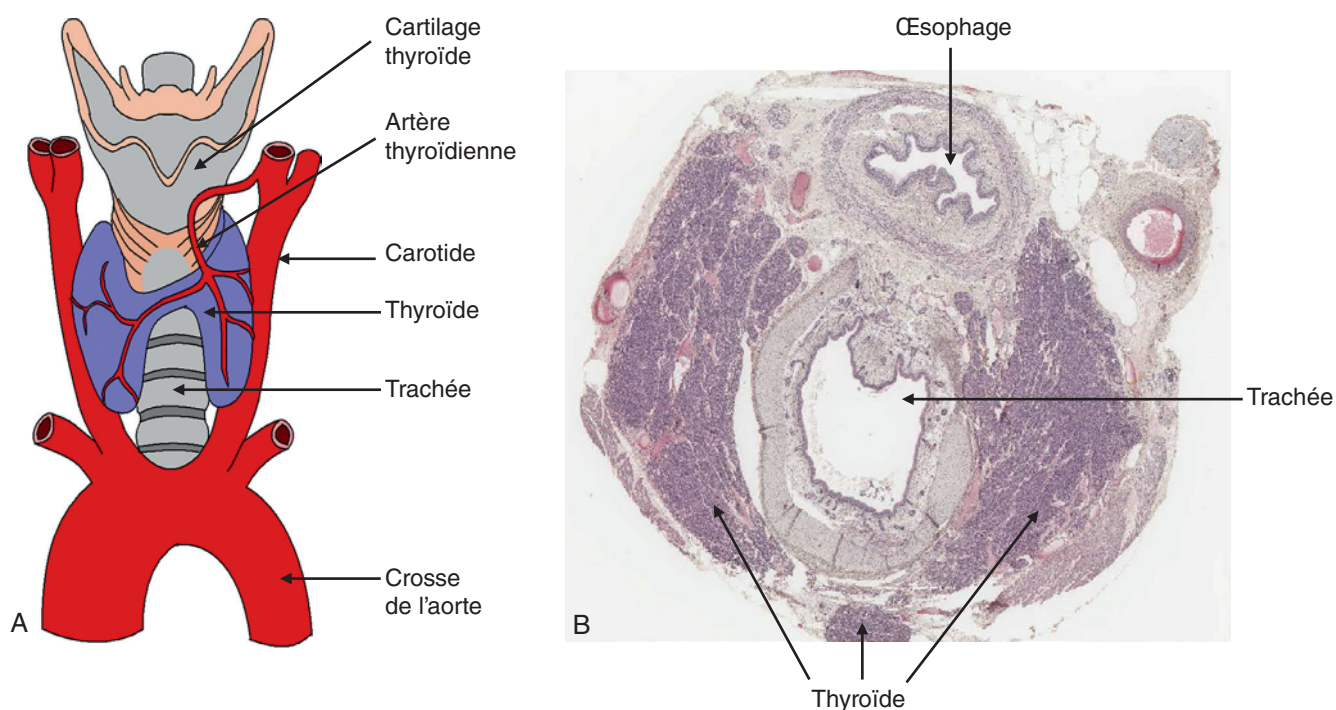 Cartilage
thyroïde
Artère
thyroïdienne
Carotide
Thyroïde
Trachée
Crosse
de l'aorte
A
Œsophage
Trachée
B
Thyroïde